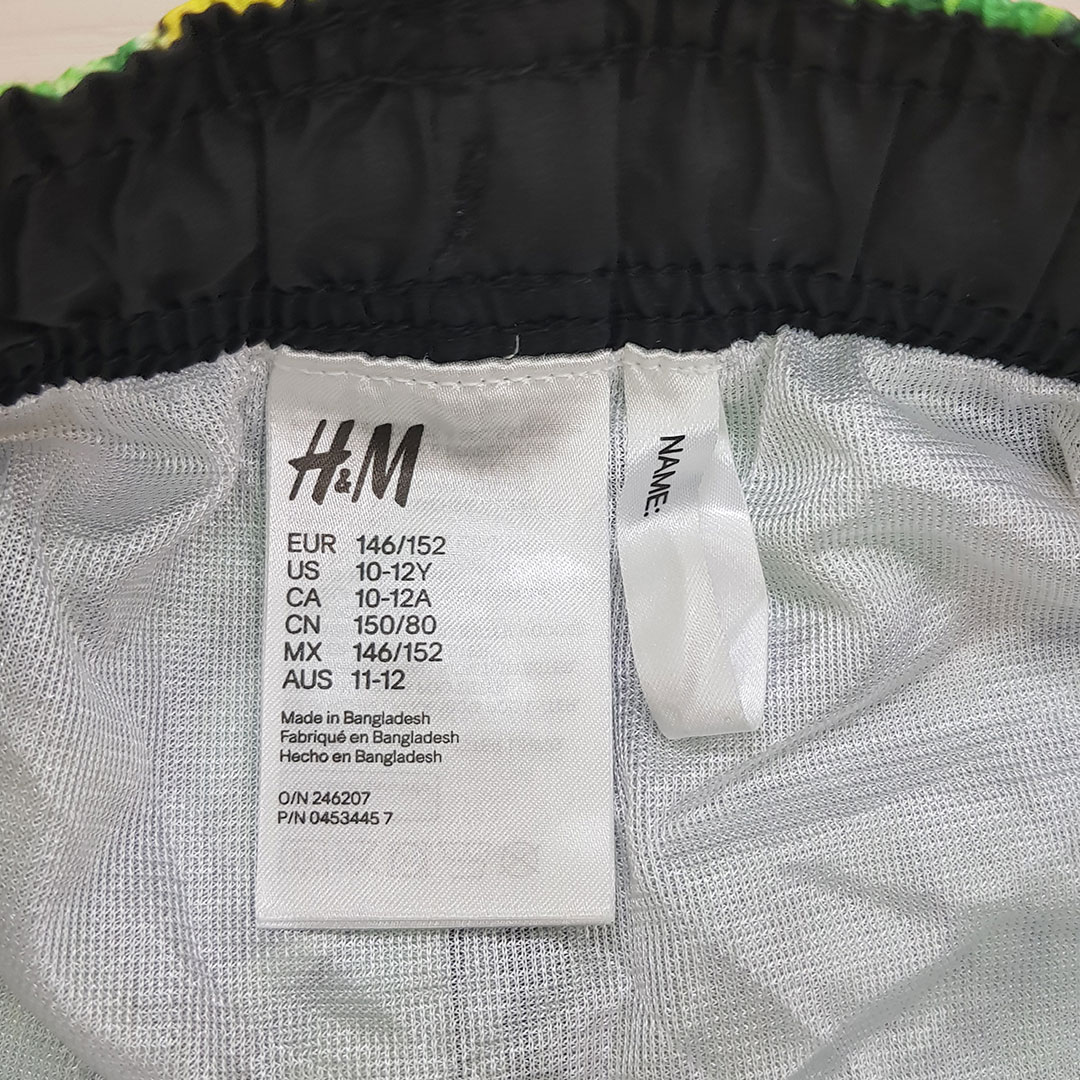 H&M
EUR 146/152
US 10-12Y
CA 10-12A
CN 150/80
MX 146/152
AUS 11-12
Made in Bangladesh
Fabriqué en Bangladesh
Hecho en Bangladesh
O/N 246207
P/N 0453445 7
NAME: